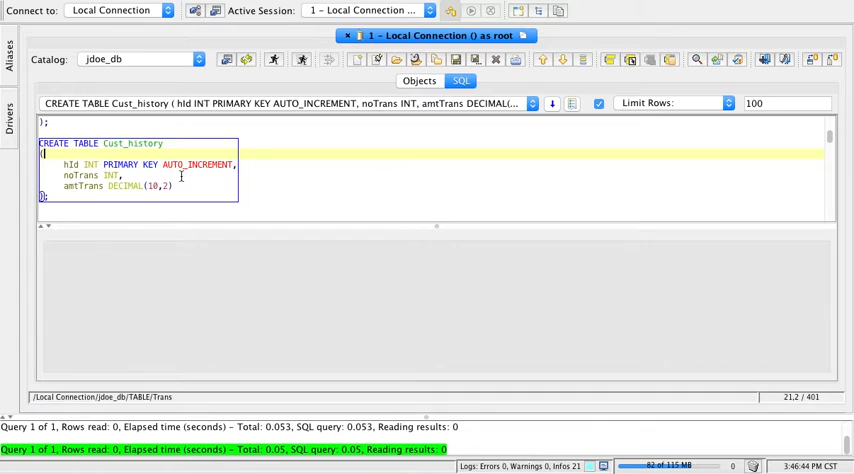 Connect to: Local Connection Active Session: 1 - Local Connection ...
1 - Local Connection () as root
Aliases
Drivers
Catalog: jdoe_db
Objects SQL
CREATE TABLE Cust_history ( hId INT PRIMARY KEY AUTO_INCREMENT, noTrans INT, amtTrans DECIMAL(... Limit Rows: 100
);
CREATE TABLE Cust_history
(
hId INT PRIMARY KEY AUTO_INCREMENT,
noTrans INT,
amtTrans DECIMAL(10,2)
);
/Local Connection/jdoe_db/TABLE/Trans 21,2 / 401
Query 1 of 1, Rows read: 0, Elapsed time (seconds) - Total: 0.053, SQL query: 0.053, Reading results: 0
Query 1 of 1, Rows read: 0, Elapsed time (seconds) - Total: 0.05, SQL query: 0.05, Reading results: 0
Logs: Errors 0, Warnings 0, Infos 21 82 of 115 MB 0 3:46:44 PM CST